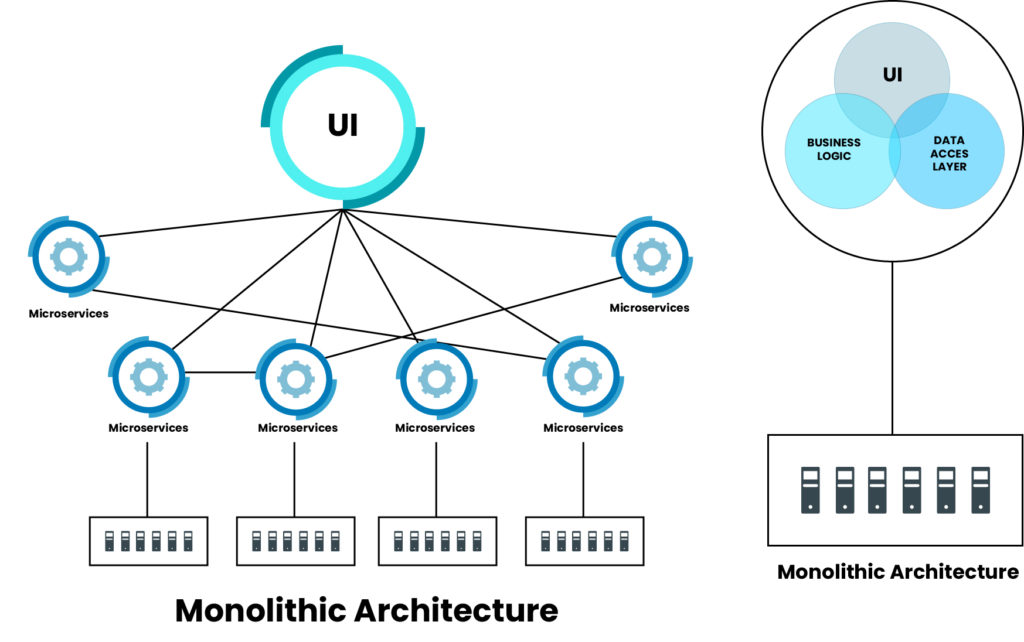 UI
Microservices
Microservices
Microservices
Microservices
Microservices
Microservices
Monolithic Architecture
UI
BUSINESS
LOGIC
DATA
ACCES
LAYER
Monolithic Architecture